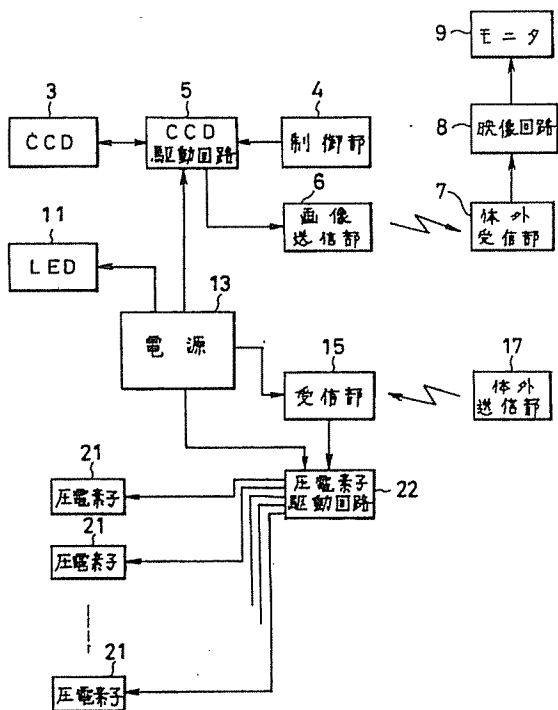 9
モニタ
3
5
4
8
CCD
CCD
駆動回路
制御部
映像回路
6
7
画像
送信部
体外
受信部
11
LED
13
電源
15
17
受信部
体外
送信部
21
圧電素子
圧電素子
駆動回路
22
21
圧電素子
21
圧電素子